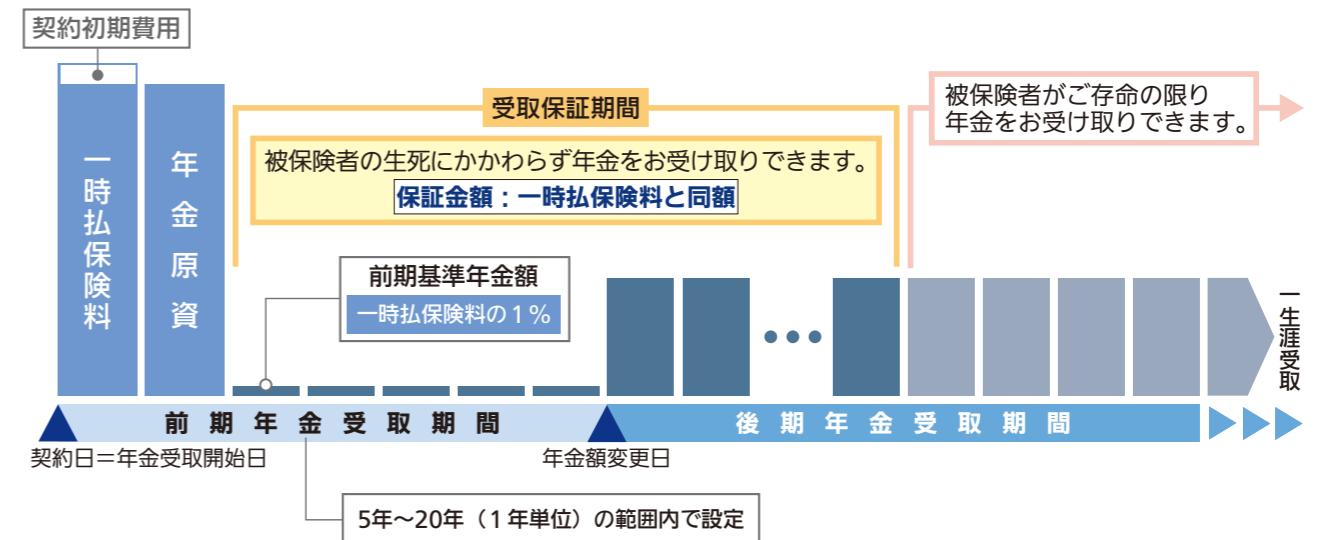 契約初期費用
一時払保険料
年金原資
受取保証期間
被保険者の生死にかかわらず年金をお受け取りできます。
保証金額：一時払保険料と同額
被保険者がご存命の限り
年金をお受け取りできます。
前期基準年金額
一時払保険料の1％
一生涯受取
前期年金受取期間
後期年金受取期間
契約日＝年金受取開始日
年金額変更日
5年〜20年（1年単位）の範囲内で設定